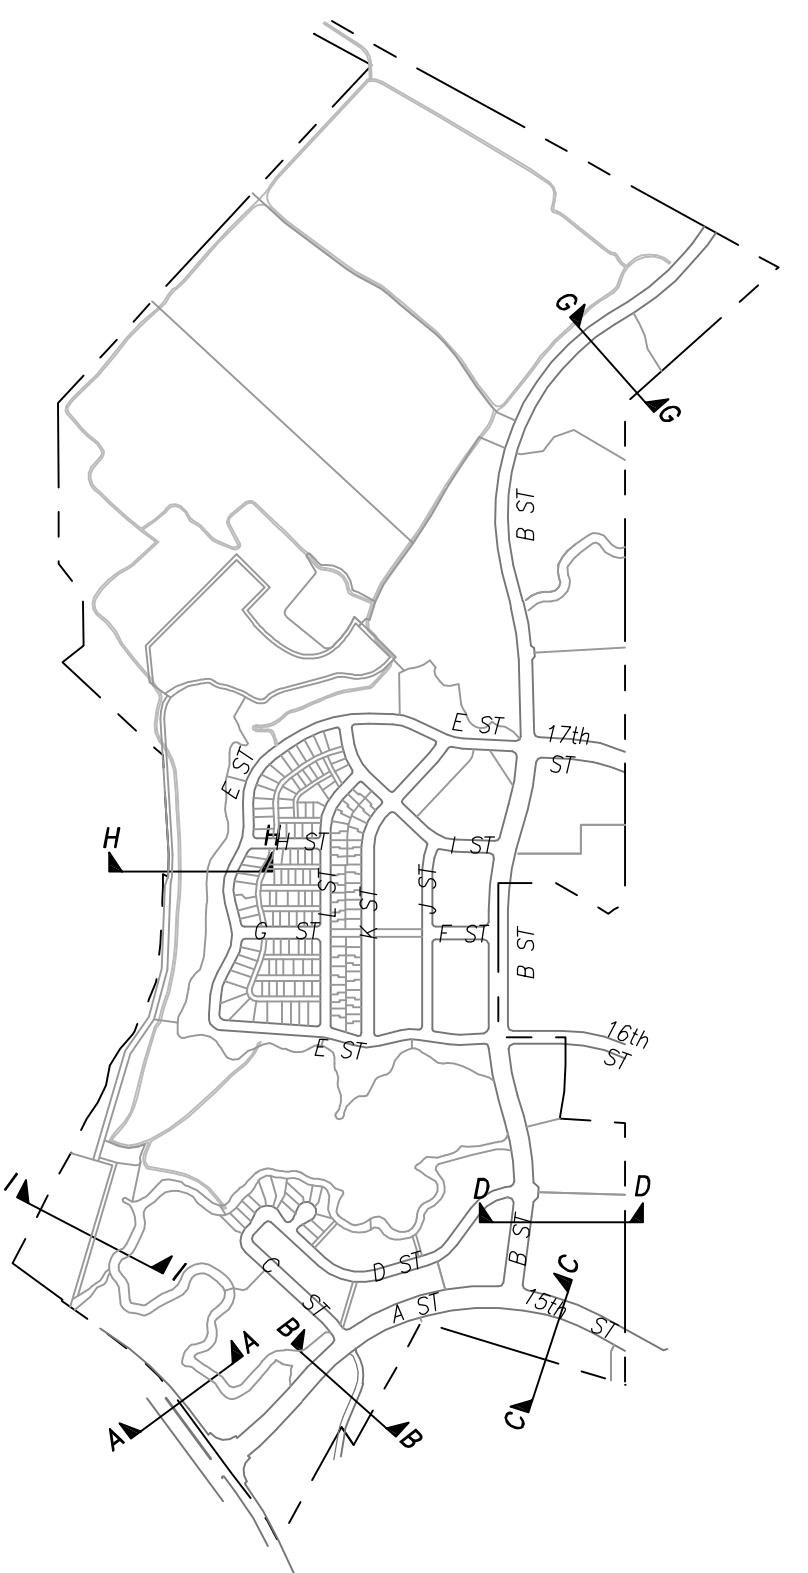 G
G
B ST
E ST
17th
ST
E ST
H
H
H ST
I ST
L ST
K ST
J ST
G ST
F ST
B ST
16th
ST
E ST
I
I
D
D
B ST
C ST
D ST
C
C
A ST
15th
ST
B
B
A
A